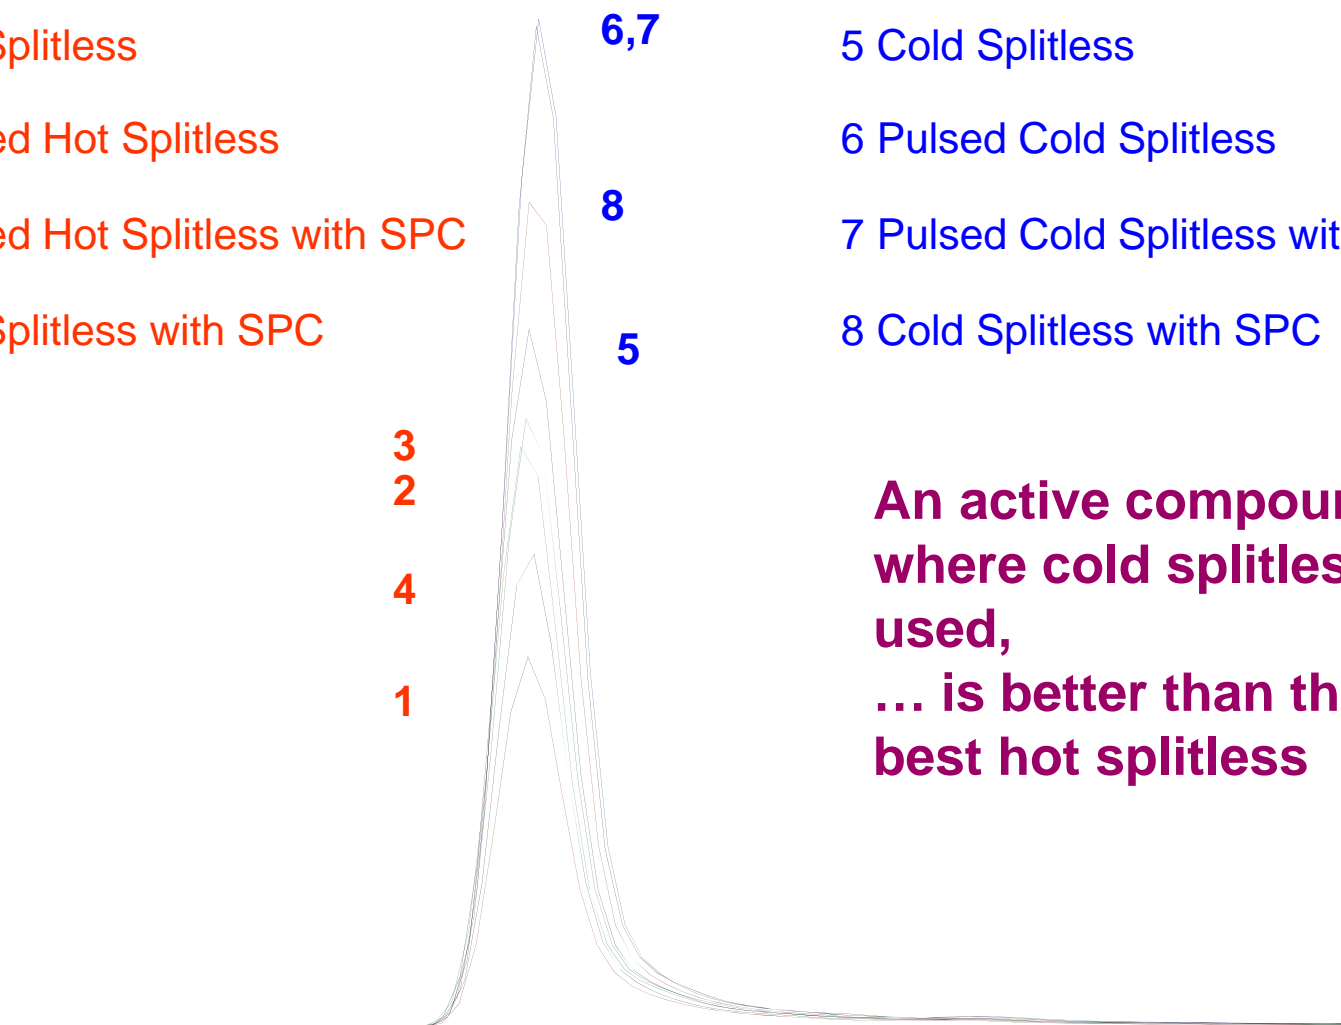 Splitless
ed Hot Splitless
ed Hot Splitless with SPC
Splitless with SPC
3
2
4
1
6,7
8
5
5 Cold Splitless
6 Pulsed Cold Splitless
7 Pulsed Cold Splitless wit
8 Cold Splitless with SPC
An active compour
where cold splitles
used,
… is better than th
best hot splitless